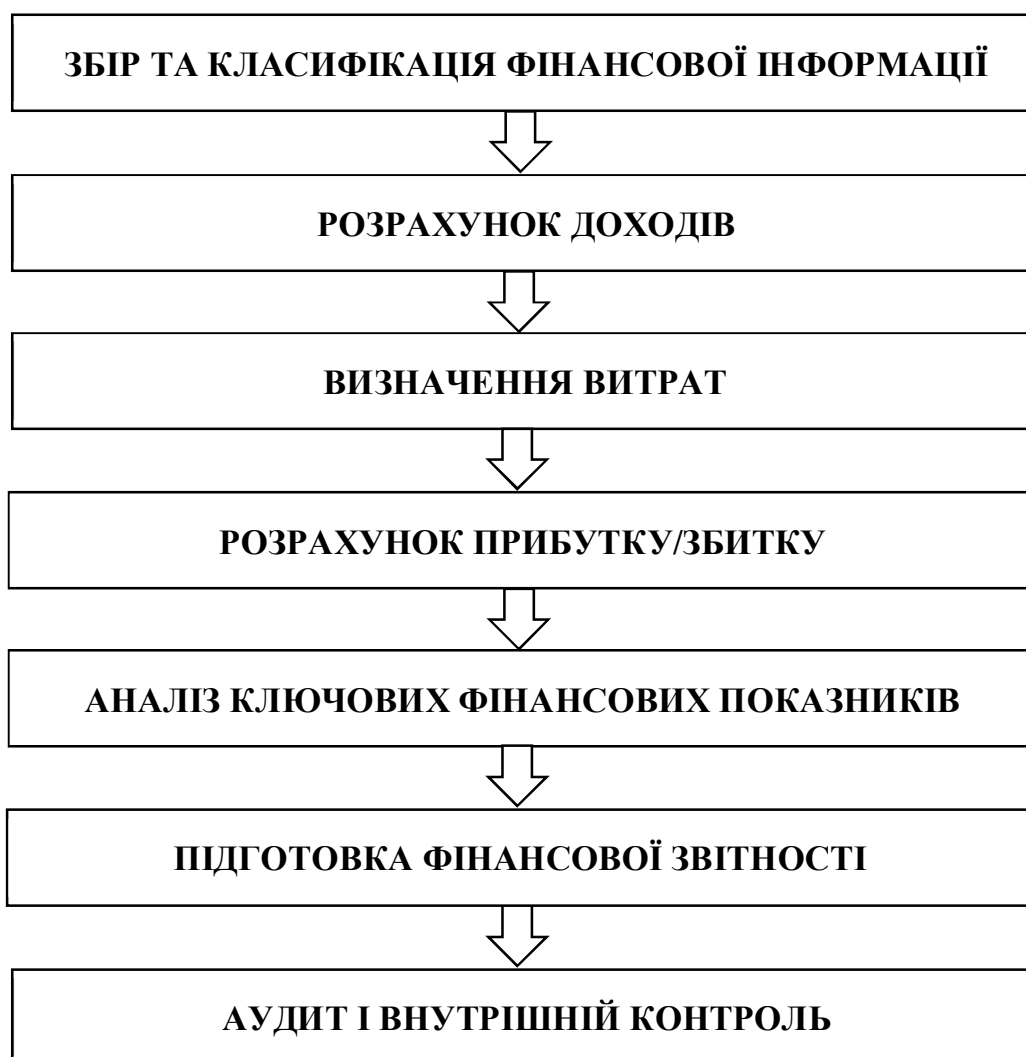 ЗБІР ТА КЛАСИФІКАЦІЯ ФІНАНСОВОЇ ІНФОРМАЦІЇ
РОЗРАХУНОК ДОХОДІВ
ВИЗНАЧЕННЯ ВИТРАТ
РОЗРАХУНОК ПРИБУТКУ/ЗБИТКУ
АНАЛІЗ КЛЮЧОВИХ ФІНАНСОВИХ ПОКАЗНИКІВ
ПІДГОТОВКА ФІНАНСОВОЇ ЗВІТНОСТІ
АУДИТ І ВНУТРІШНІЙ КОНТРОЛЬ